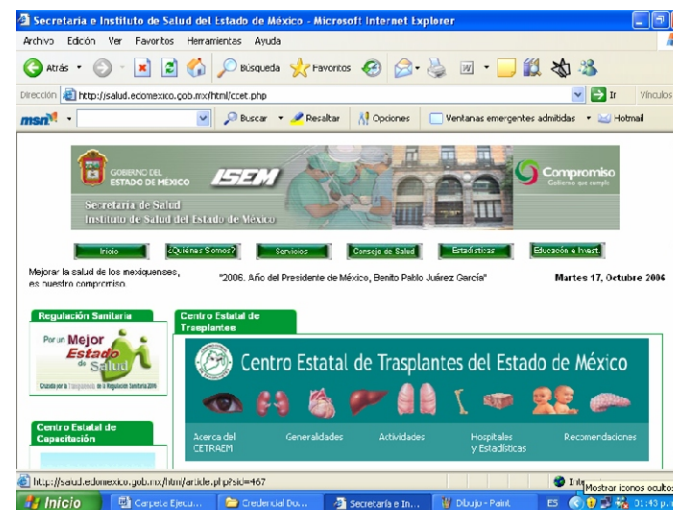 Secretaria e Instituto de Salud del Estado de México - Microsoft Internet Explorer
Archivo Edición Ver Favoritos Herramientas Ayuda
Atrás Búsqueda Favoritos
Dirección http://salud.edomexico.gob.mx/html/ccet.php Ir Vínculos
msn Buscar Resaltar Opciones Ventanas emergentes admitidas Hotmail
GOBIERNO DEL
ESTADO DE MÉXICO
ISEM
Compromiso
Gobierno que cumple
Secretaría de Salud
Instituto de Salud del Estado de México
Inicio ¿Quiénes Somos? Servicios Consejo de Salud Estadísticas Educación e Invest.
Mejorar la salud de los mexiquenses,
es nuestro compromiso.
"2006. Año del Presidente de México, Benito Pablo Juárez García"
Martes 17, Octubre 2006
Regulación Sanitaria
Por un Mejor
Estado
de Salud
Centro Estatal de
Capacitación
Centro Estatal de
Trasplantes
Centro Estatal de Trasplantes del Estado de México
Acerca del
CETRAEM
Generalidades
Actividades
Hospitales
y Estadísticas
Recomendaciones
http://salud.edomexico.gob.mx/html/article.php?sid=467
Mostrar iconos ocultos
Inicio Carpeta Ejecu... Credencial Do... Secretaría e In... Dibujo - Paint ES 01:43 p.